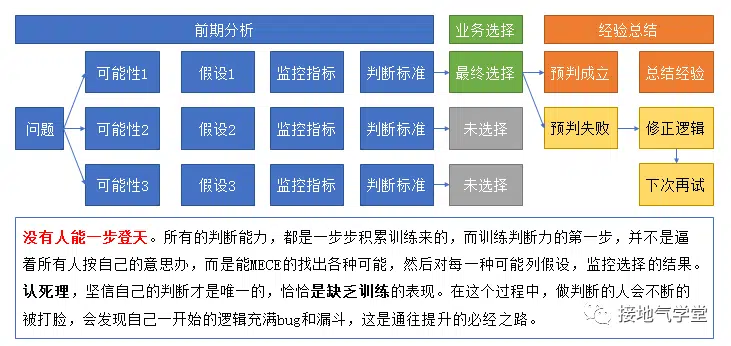 前期分析 业务选择 经验总结
可能性1 假设1 监控指标 判断标准 最终选择 预判成立 总结经验
问题 可能性2 假设2 监控指标 判断标准 未选择 预判失败 修正逻辑
可能性3 假设3 监控指标 判断标准 未选择 下次再试
没有人能一步登天。所有的判断能力，都是一步步积累训练来的，而训练判断力的第一步，并不是逼
着所有人按自己的意思办，而是能MECE的找出各种可能，然后对每一种可能列假设，监控选择的结果。
认死理，坚信自己的判断才是唯一的，恰恰是缺乏训练的表现。在这个过程中，做判断的人会不断的
被打脸，会发现自己一开始的逻辑充满bug和漏斗，这是通往提升的必经之路。
接地气学堂